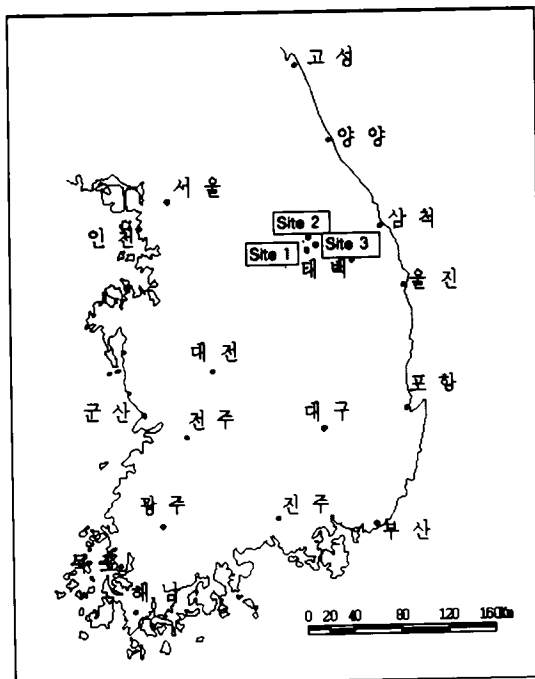 고성
양양
서울
삼척
Site 2
인천
Site 3
Site 1
태백
울진
대전
포항
군산
전주
대구
광주
진주
부산
목포
해남
0 20 40 80 120 160Km